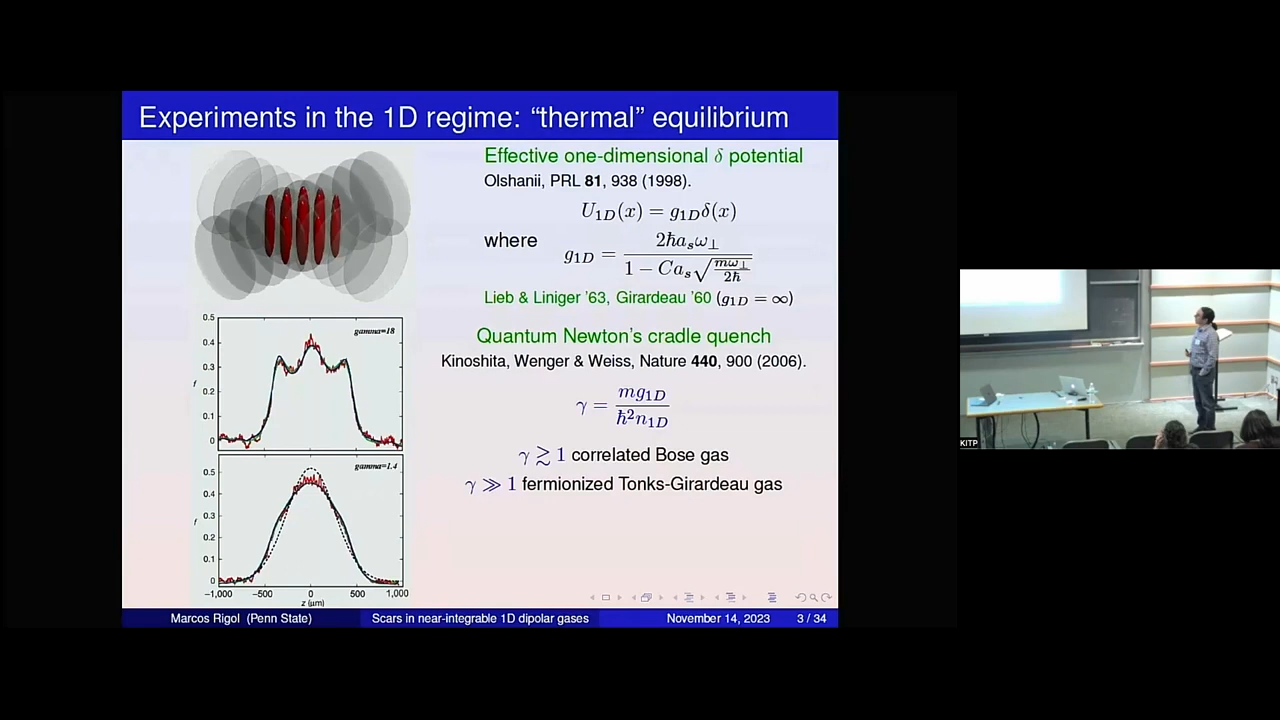 Experiments in the 1D regime: “thermal” equilibrium
Effective one-dimensional δ potential
Olshanii, PRL 81, 938 (1998).
U_{1D}(x) = g_{1D}δ(x)
where g_{1D} = \frac{2ℏa_sω_⊥}{1 − Ca_s\sqrt{\frac{mω_⊥}{2ℏ}}}
Lieb & Liniger ’63, Girardeau ’60 (g_{1D} = ∞)
Quantum Newton’s cradle quench
Kinoshita, Wenger & Weiss, Nature 440, 900 (2006).
γ = \frac{mg_{1D}}{ℏ^2n_{1D}}
γ ≳ 1 correlated Bose gas
γ ≫ 1 fermionized Tonks-Girardeau gas
gamma=18
0.5
0.4
0.3
f
0.2
0.1
0
gamma=1.4
0.5
0.4
0.3
f
0.2
0.1
0
−1,000 −500 0 500 1,000
z (μm)
Marcos Rigol (Penn State) Scars in near-integrable 1D dipolar gases November 14, 2023 3 / 34
KITP